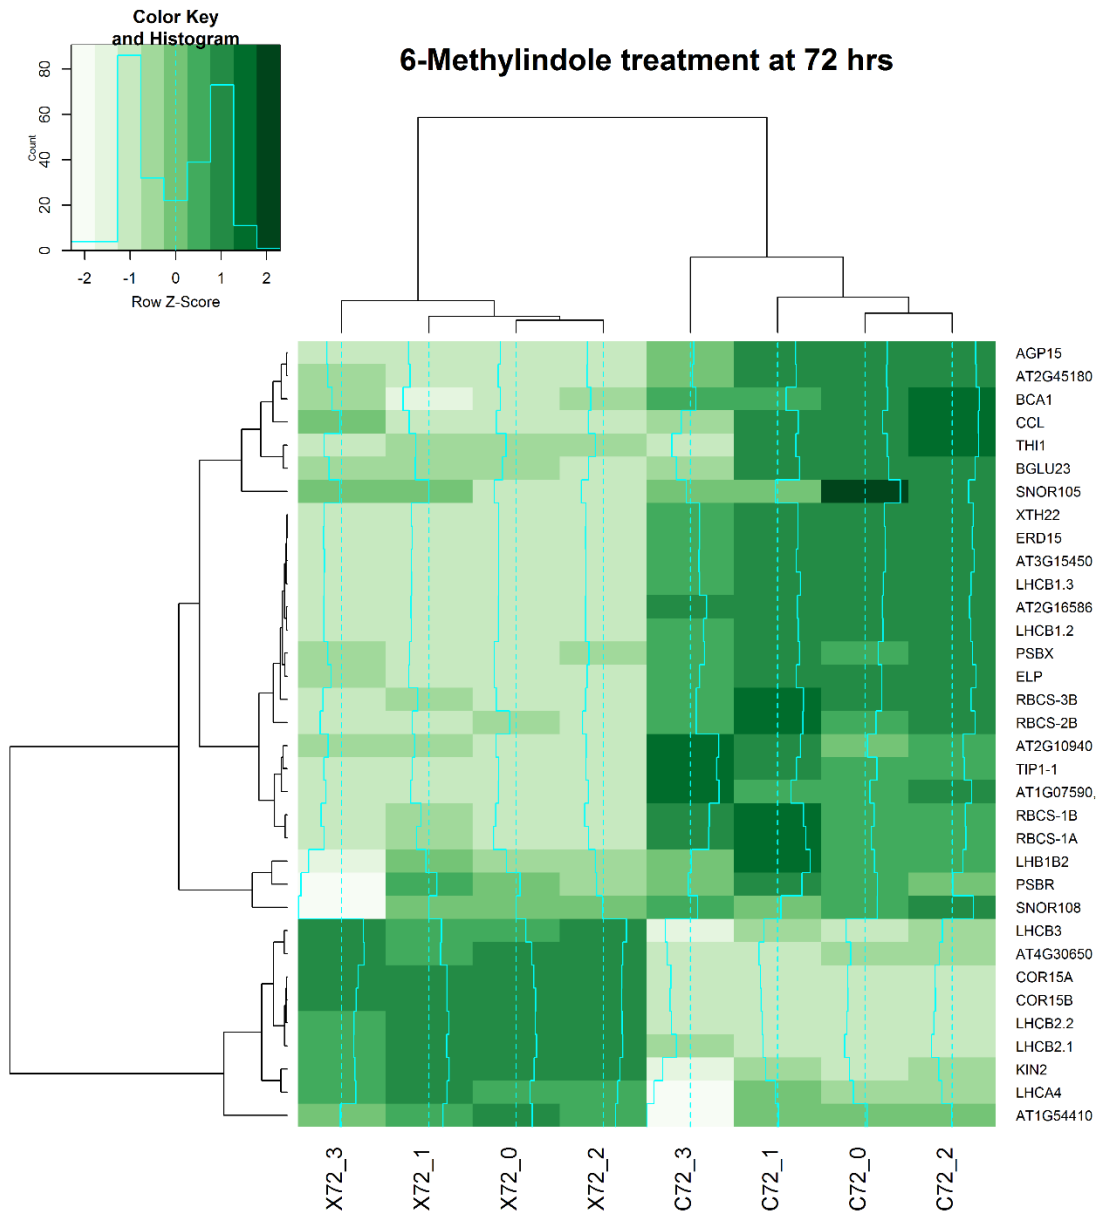 Color Key
and Histogram
6-Methylindole treatment at 72 hrs
Count
0 20 40 60 80
-2 -1 0 1 2
Row Z-Score
AGP15
AT2G45180
BCA1
CCL
THI1
BGLU23
SNOR105
XTH22
ERD15
AT3G15450
LHCB1.3
AT2G16586
LHCB1.2
PSBX
ELP
RBCS-3B
RBCS-2B
AT2G10940
TIP1-1
AT1G07590,
RBCS-1B
RBCS-1A
LHB1B2
PSBR
SNOR108
LHCB3
AT4G30650
COR15A
COR15B
LHCB2.2
LHCB2.1
KIN2
LHCA4
AT1G54410
X72_3 X72_1 X72_0 X72_2 C72_3 C72_1 C72_0 C72_2